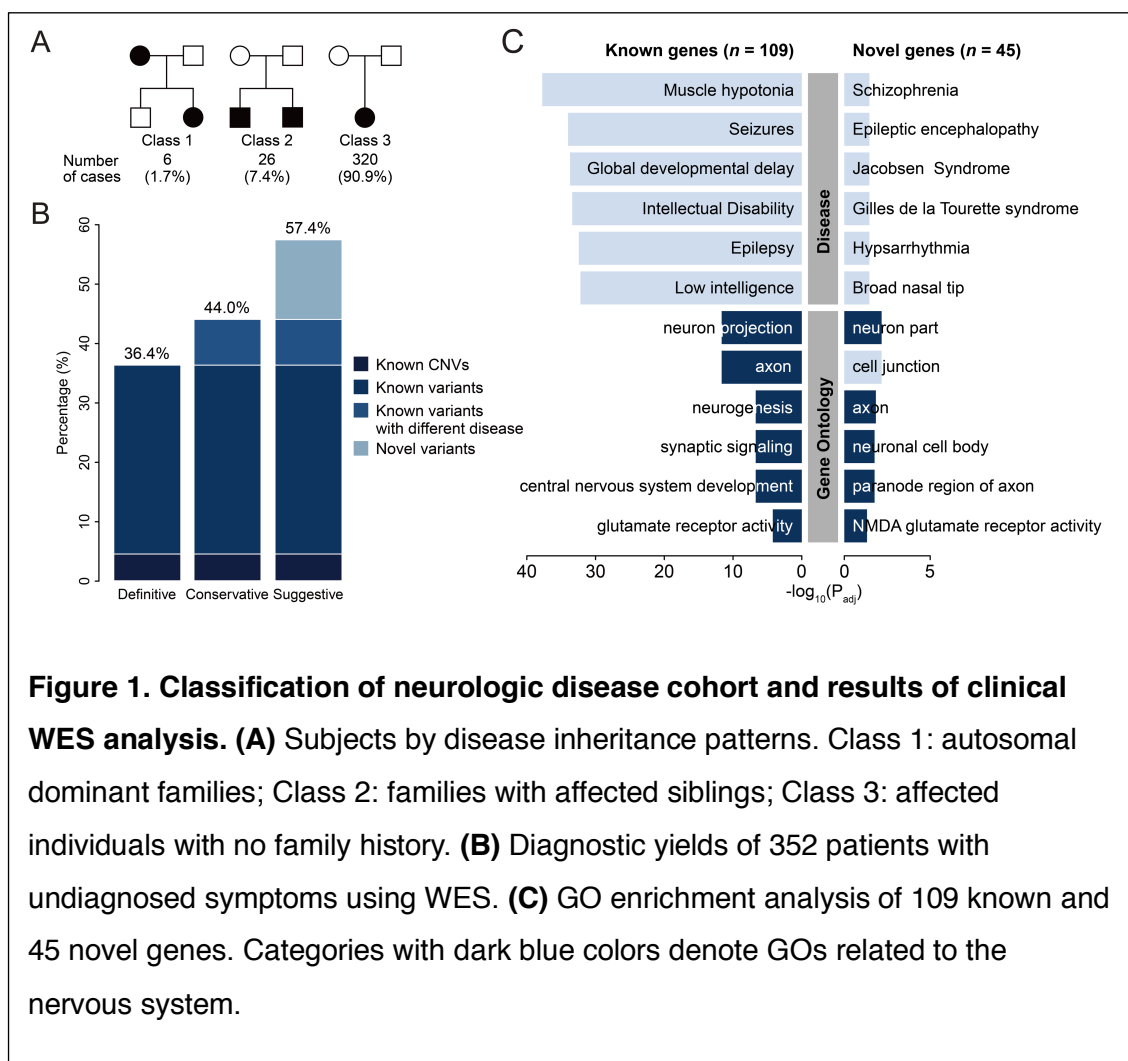 A
Class 1
Class 2
Class 3
Number of cases
6
26
320
(1.7%)
(7.4%)
(90.9%)
B
Percentage (%)
60
50
40
30
20
10
0
36.4%
44.0%
57.4%
Definitive
Conservative
Suggestive
Known CNVs
Known variants
Known variants
with different disease
Novel variants
C
Known genes (n = 109)
Novel genes (n = 45)
Muscle hypotonia
Schizophrenia
Seizures
Epileptic encephalopathy
Global developmental delay
Jacobsen Syndrome
Intellectual Disability
Gilles de la Tourette syndrome
Epilepsy
Hypsarrhythmia
Low intelligence
Broad nasal tip
Disease
neuron projection
neuron part
axon
cell junction
neurogenesis
axon
synaptic signaling
neuronal cell body
central nervous system development
paranode region of axon
glutamate receptor activity
NMDA glutamate receptor activity
Gene Ontology
40 30 20 10 0 0 5
-log10(Padj)
Figure 1. Classification of neurologic disease cohort and results of clinical
WES analysis. (A) Subjects by disease inheritance patterns. Class 1: autosomal
dominant families; Class 2: families with affected siblings; Class 3: affected
individuals with no family history. (B) Diagnostic yields of 352 patients with
undiagnosed symptoms using WES. (C) GO enrichment analysis of 109 known and
45 novel genes. Categories with dark blue colors denote GOs related to the
nervous system.